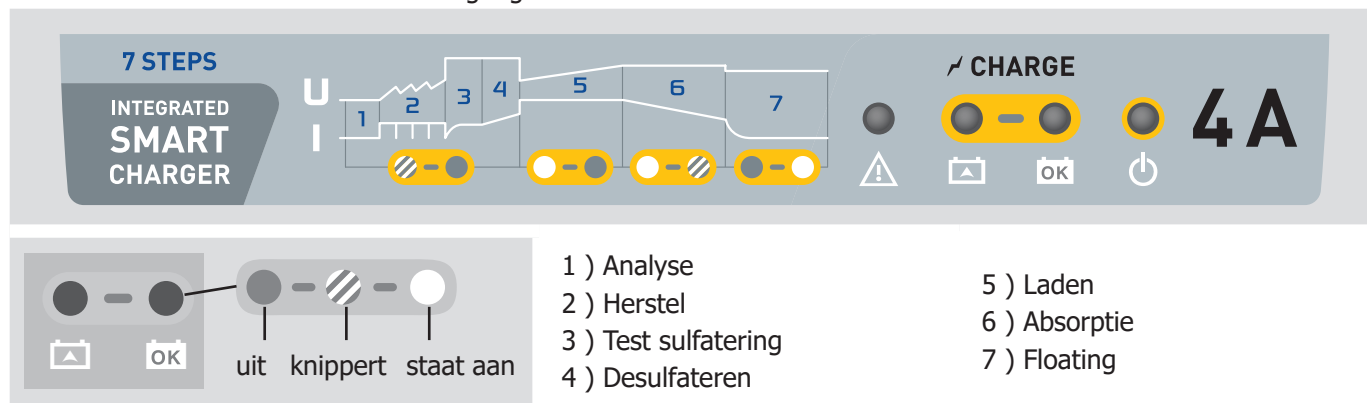 7 STEPS
INTEGRATED
SMART
CHARGER
U
I
1
2
3
4
5
6
7
CHARGE
OK
4A
OK
uit knippert staat aan
1 ) Analyse
2 ) Herstel
3 ) Test sulfatering
4 ) Desulfateren
5 ) Laden
6 ) Absorptie
7 ) Floating